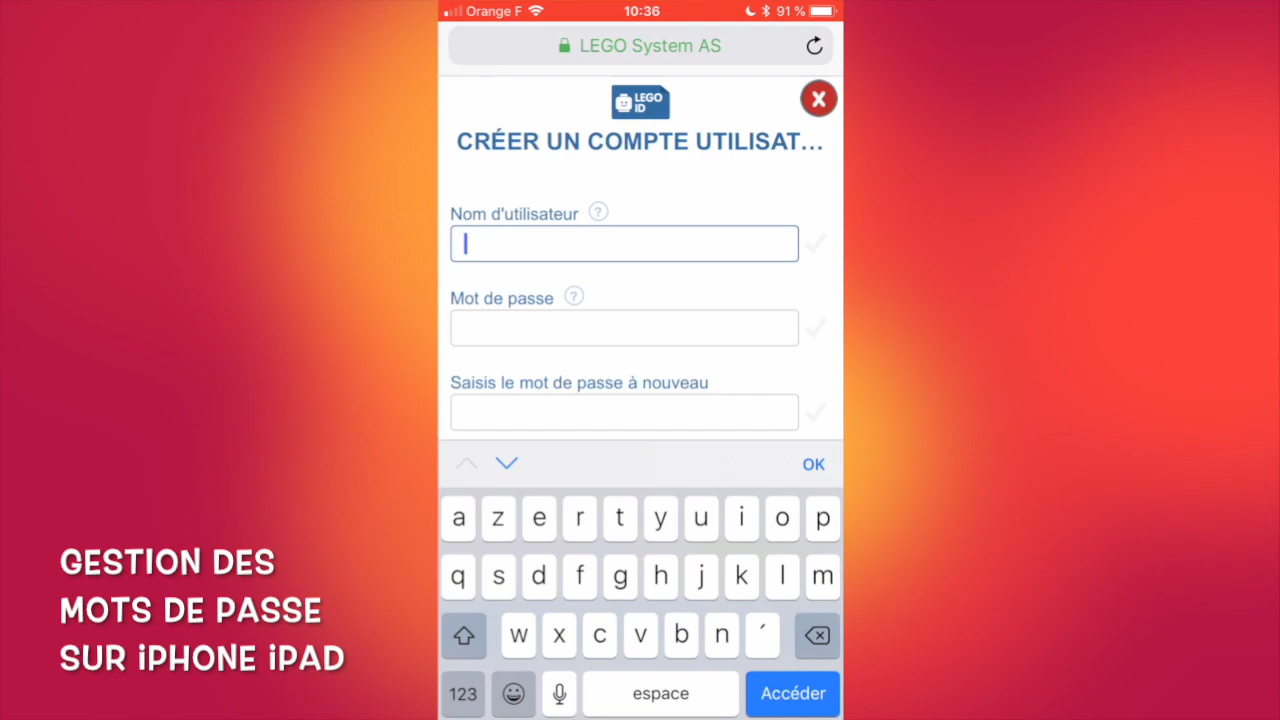 Orange F 10:36 91 %
LEGO System AS
LEGO
ID
CRÉER UN COMPTE UTILISAT...
Nom d'utilisateur ?
Mot de passe ?
Saisis le mot de passe à nouveau
OK
a z e r t y u i o p
q s d f g h j k l m
w x c v b n ´
123 espace Accéder
GESTION DES
MOTS DE PASSE
SUR iPHONE iPAD